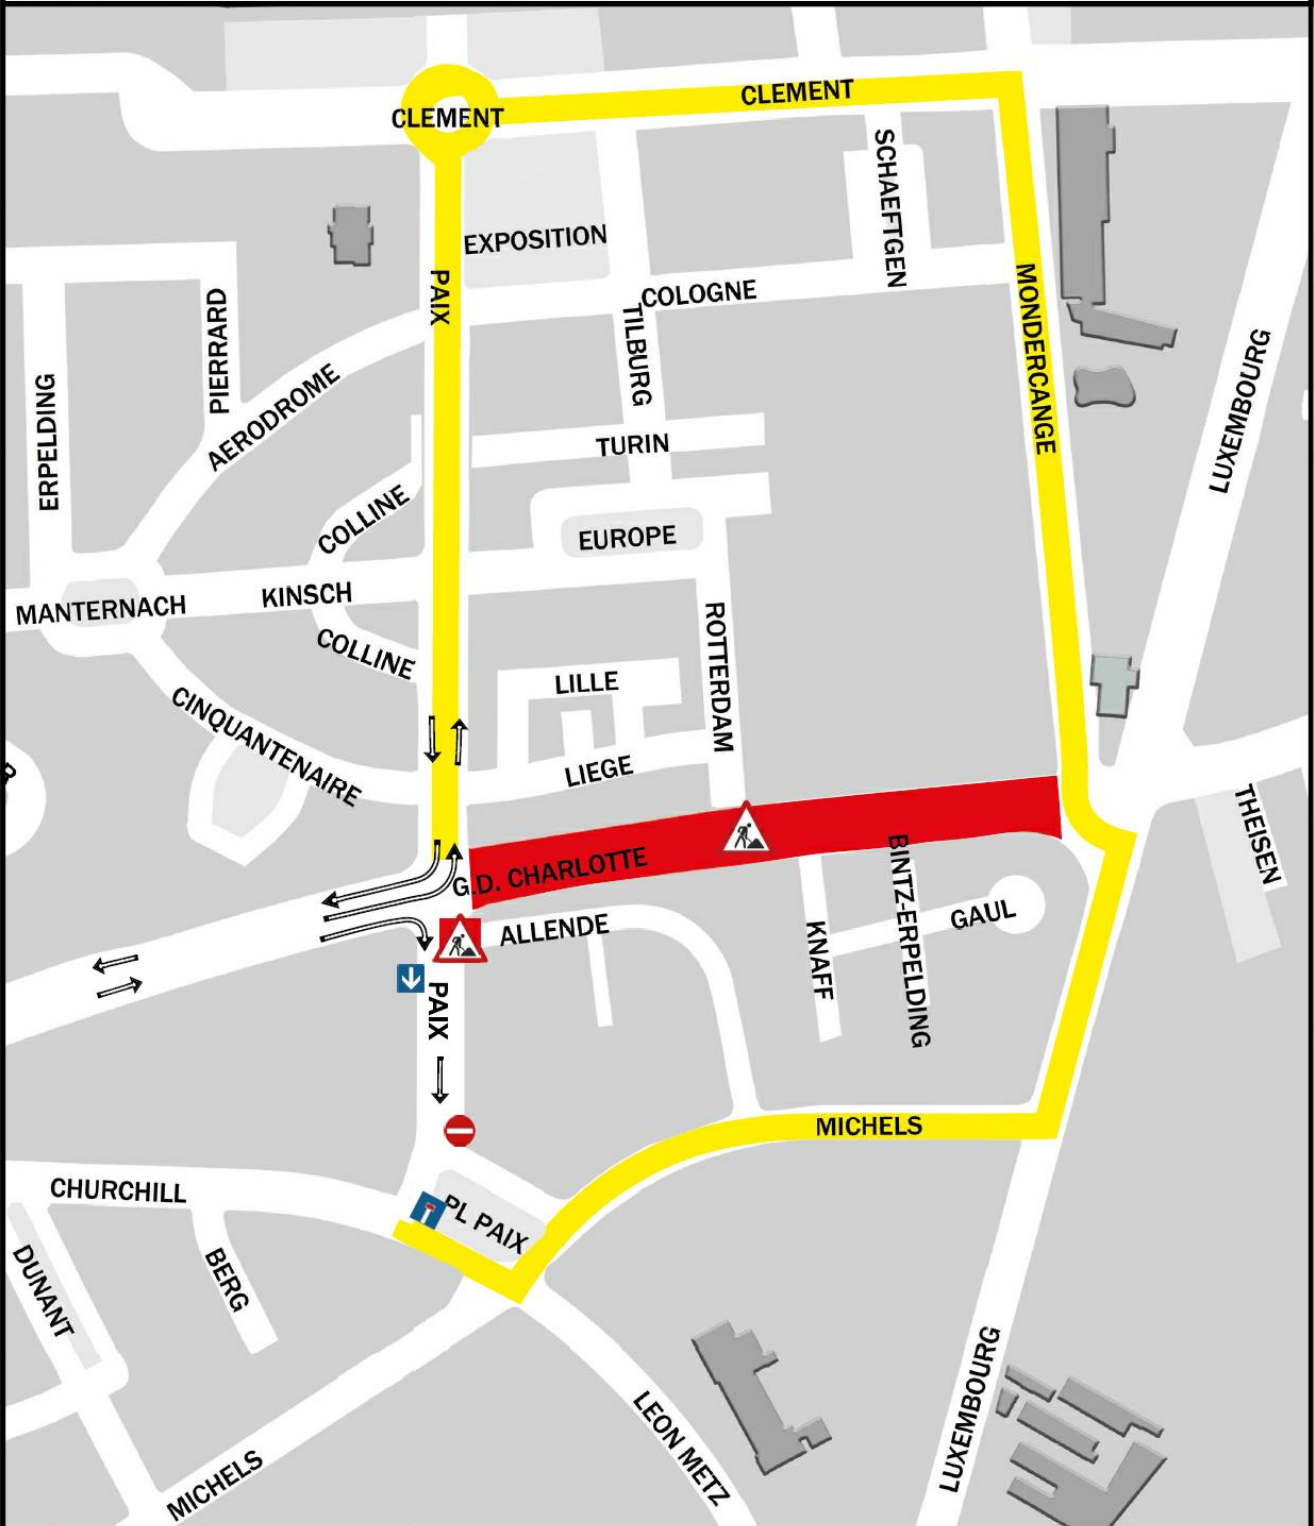 CLEMENT
CLEMENT
SCHAEFTGEN
EXPOSITION
PAIX
COLOGNE
MONDERCANGE
PIERRARD
TILBURG
LUXEMBOURG
ERPELDING
AERODROME
TURIN
COLLINE
EUROPE
MANTERNACH
KINSCH
ROTTERDAM
COLLINE
LILLE
CINQUANTENAIRE
LIEGE
THEISEN
G.D. CHARLOTTE
BINTZ-ERPELDING
ALLENDE
KNAFF
GAUL
PAIX
MICHELS
CHURCHILL
PL PAIX
DUNANT
BERG
LEON METZ
LUXEMBOURG
MICHELS